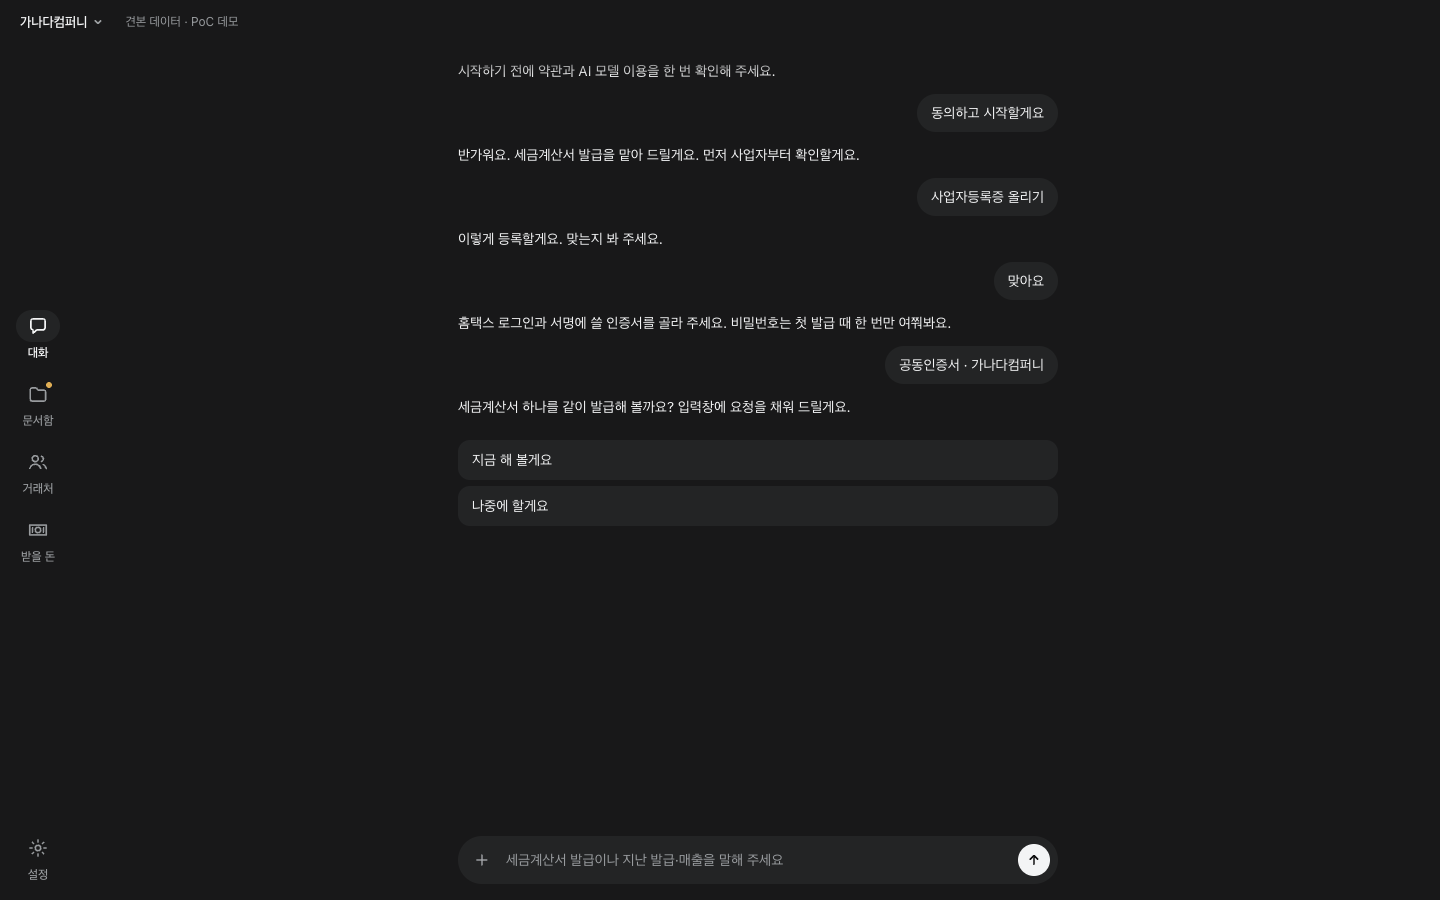 가나다컴퍼니
견본 데이터 · PoC 데모
시작하기 전에 약관과 AI 모델 이용을 한 번 확인해 주세요.
동의하고 시작할게요
반가워요. 세금계산서 발급을 맡아 드릴게요. 먼저 사업자부터 확인할게요.
사업자등록증 올리기
이렇게 등록할게요. 맞는지 봐 주세요.
맞아요
홈택스 로그인과 서명에 쓸 인증서를 골라 주세요. 비밀번호는 첫 발급 때 한 번만 여쭤봐요.
공동인증서 · 가나다컴퍼니
세금계산서 하나를 같이 발급해 볼까요? 입력창에 요청을 채워 드릴게요.
지금 해 볼게요
나중에 할게요
대화
문서함
거래처
받을 돈
설정
세금계산서 발급이나 지난 발급·매출을 말해 주세요